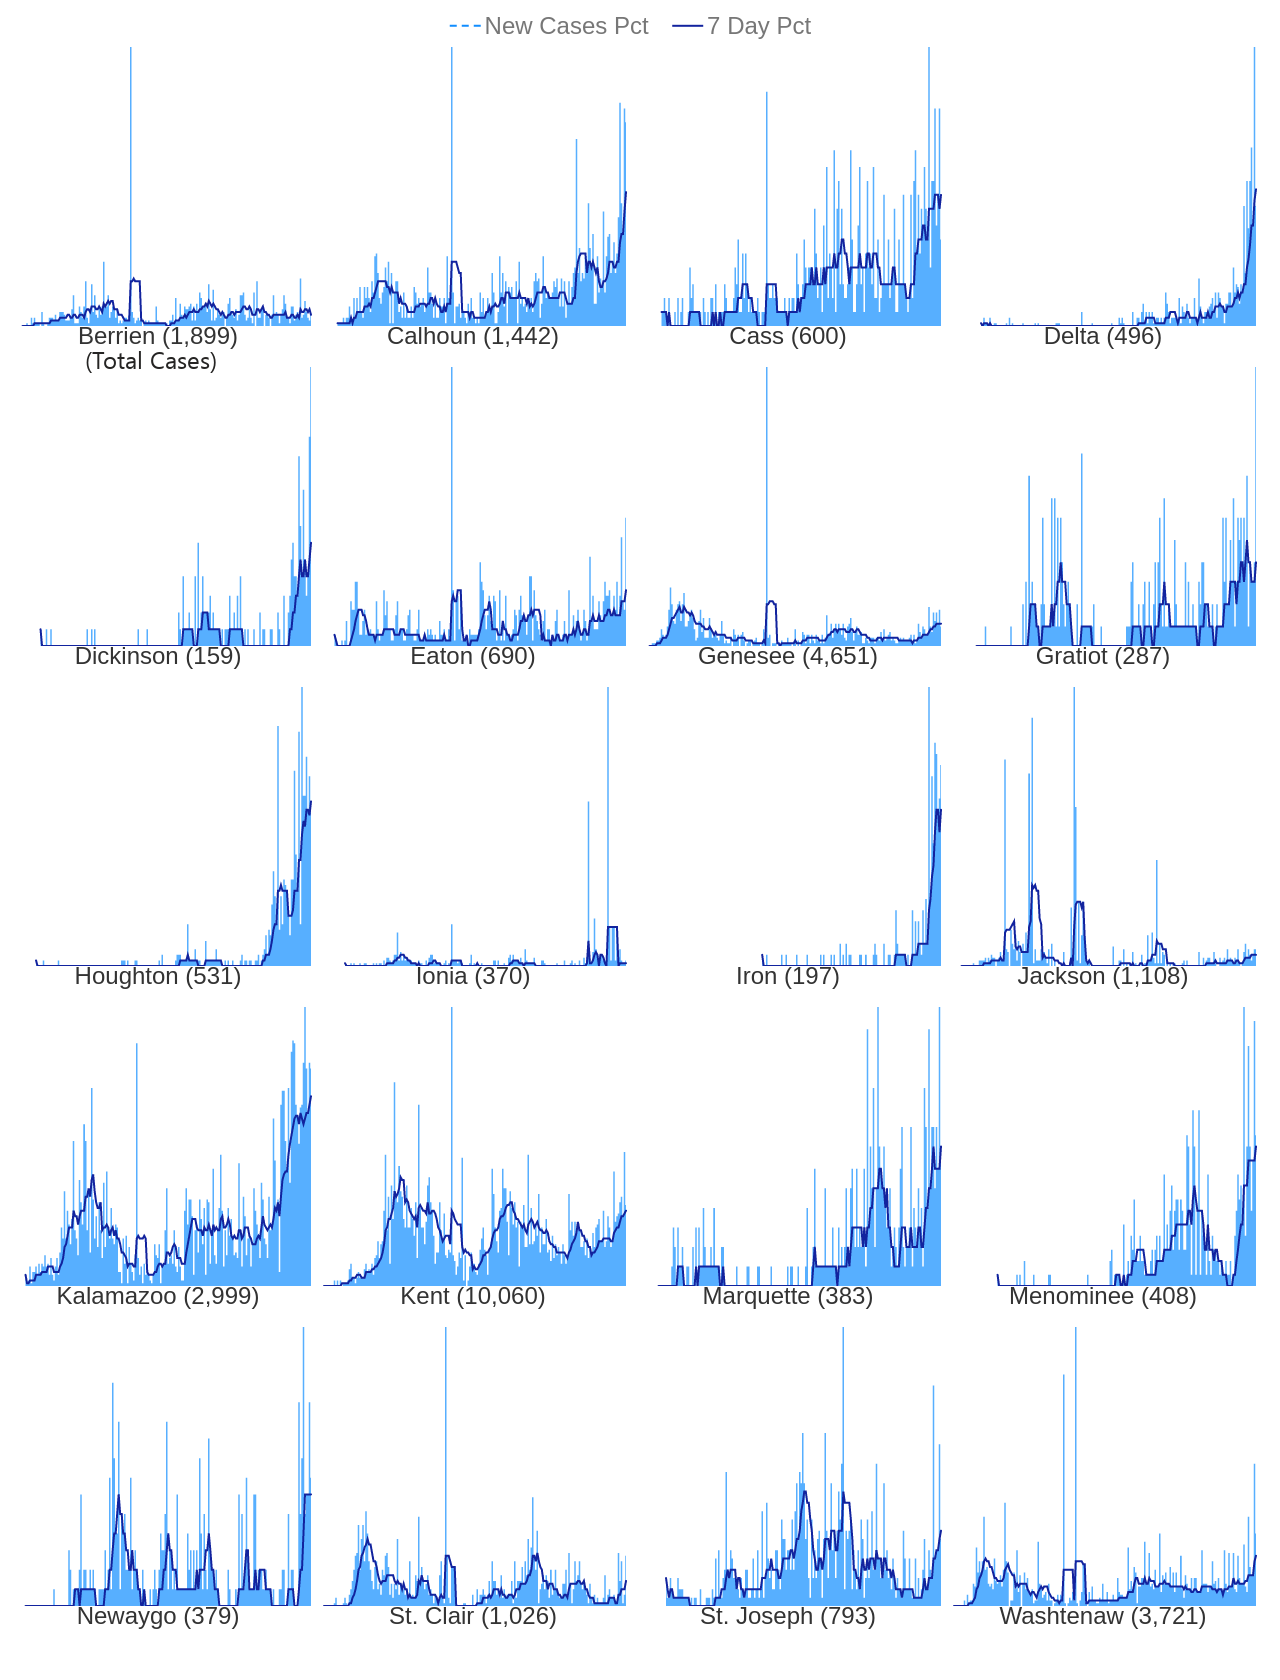 New Cases Pct 7 Day Pct
Berrien (1,899) Calhoun (1,442) Cass (600) Delta (496)
(Total Cases)
Dickinson (159) Eaton (690) Genesee (4,651) Gratiot (287)
Houghton (531) Ionia (370) Iron (197) Jackson (1,108)
Kalamazoo (2,999) Kent (10,060) Marquette (383) Menominee (408)
Newaygo (379) St. Clair (1,026) St. Joseph (793) Washtenaw (3,721)